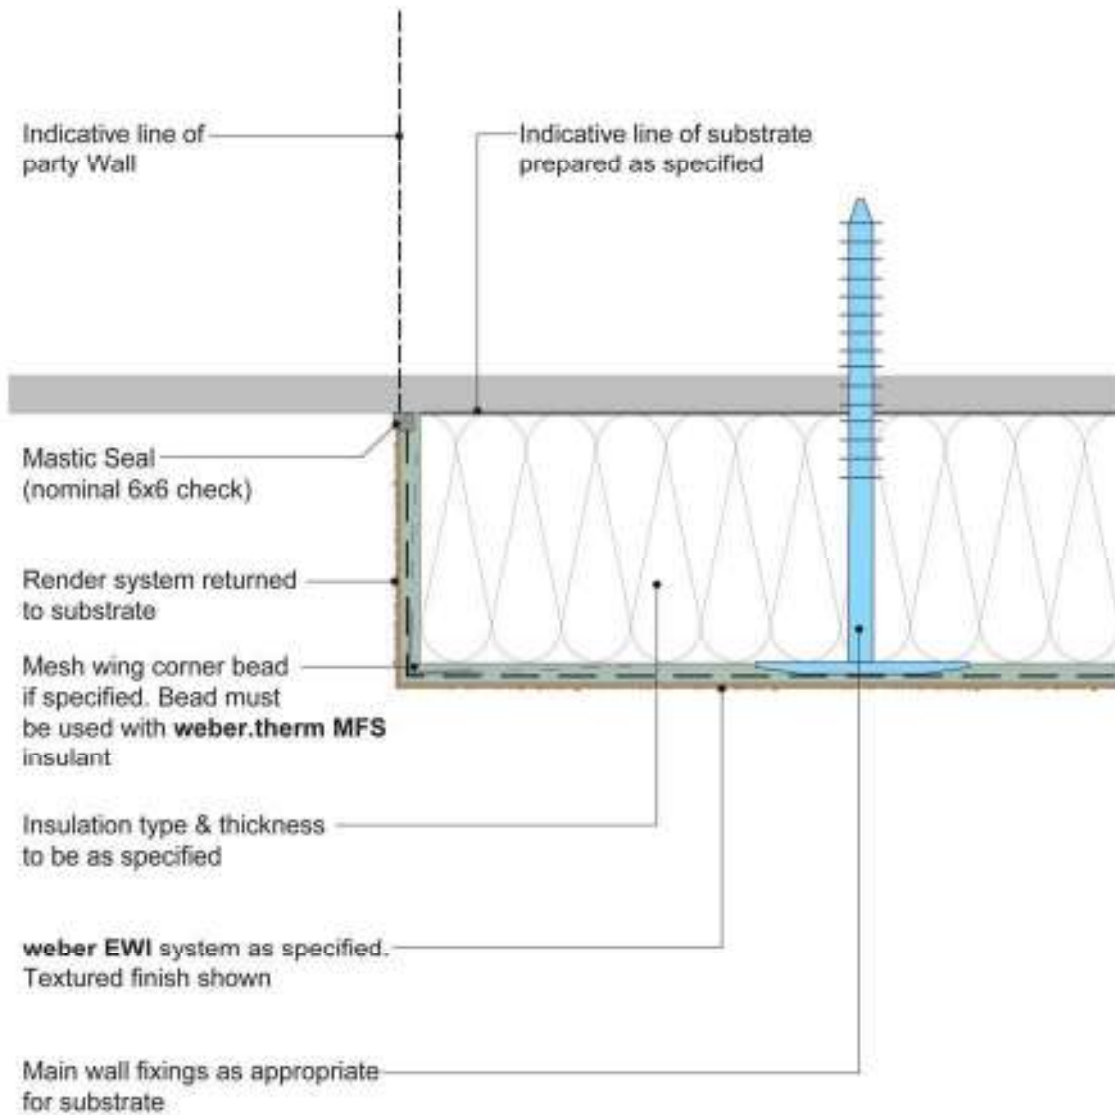 Indicative line of
party Wall
Indicative line of substrate
prepared as specified
Mastic Seal
(nominal 6x6 check)
Render system returned
to substrate
Mesh wing corner bead
if specified. Bead must
be used with weber.therm MFS
insulant
Insulation type & thickness
to be as specified
weber EWI system as specified.
Textured finish shown
Main wall fixings as appropriate
for substrate